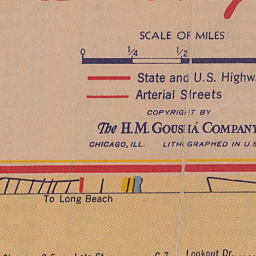 SCALE OF MILES
0 1/4 1/2
State and U.S. Highw
Arterial Streets
COPYRIGHT BY
The H.M. GOUSHA COMPANY
CHICAGO, ILL. LITHOGRAPHED IN U.S
To Long Beach
Lookout Dr.